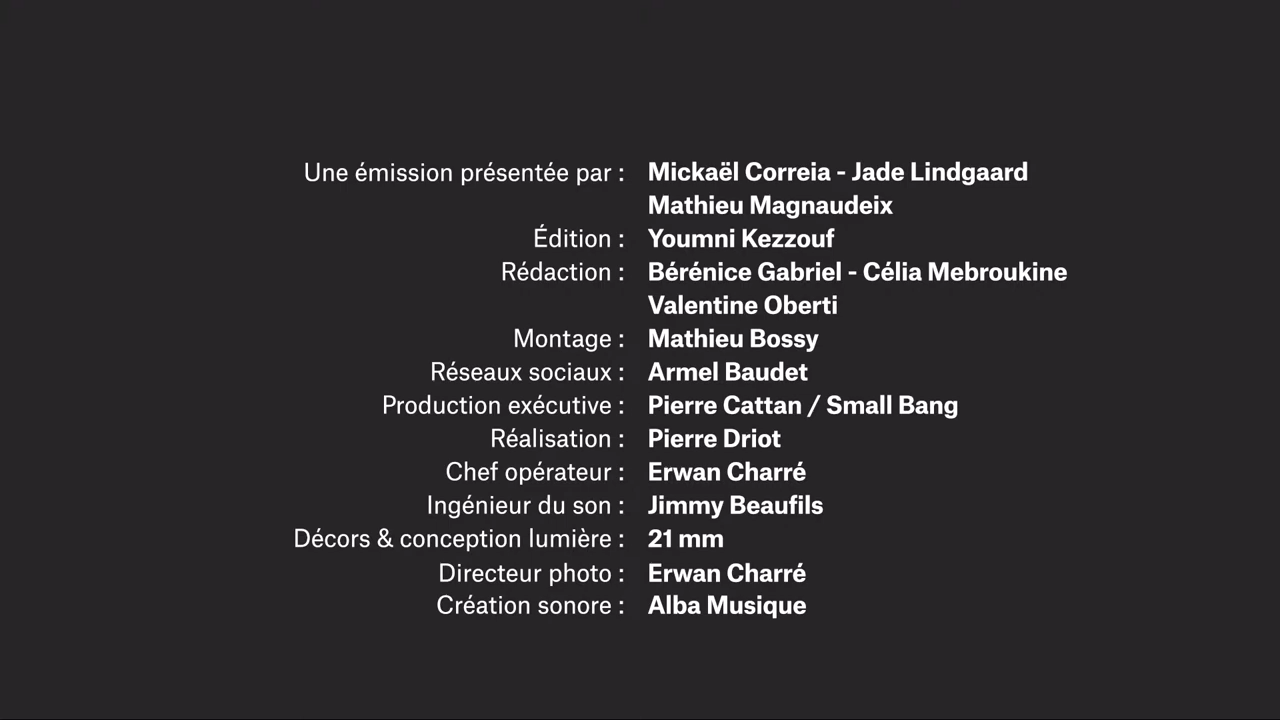 Une émission présentée par : Mickaël Correia - Jade Lindgaard
Mathieu Magnaudeix
Édition : Youmni Kezzouf
Rédaction : Bérénice Gabriel - Célia Mebroukine
Valentine Oberti
Montage : Mathieu Bossy
Réseaux sociaux : Armel Baudet
Production exécutive : Pierre Cattan / Small Bang
Réalisation : Pierre Driot
Chef opérateur : Erwan Charré
Ingénieur du son : Jimmy Beaufils
Décors & conception lumière : 21 mm
Directeur photo : Erwan Charré
Création sonore : Alba Musique